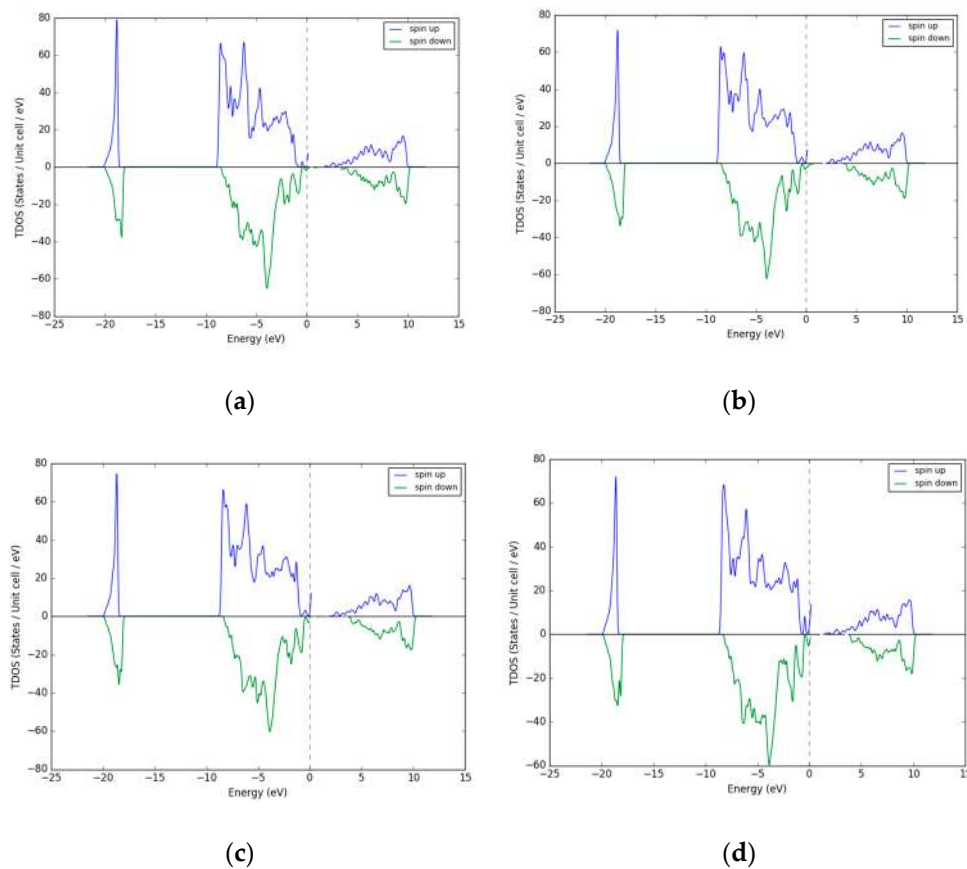 80
60
40
20
0
−20
−40
−60
−80
−25 −20 −15 −10 −5 0 5 10 15
TDOS (States / Unit cell / eV)
Energy (eV)
spin up
spin down
(a)
80
60
40
20
0
−20
−40
−60
−80
−25 −20 −15 −10 −5 0 5 10 15
TDOS (States / Unit cell / eV)
Energy (eV)
spin up
spin down
(b)
80
60
40
20
0
−20
−40
−60
−80
−25 −20 −15 −10 −5 0 5 10 15
TDOS (States / Unit cell / eV)
Energy (eV)
spin up
spin down
(c)
80
60
40
20
0
−20
−40
−60
−25 −20 −15 −10 −5 0 5 10 15
TDOS (States / Unit cell / eV)
Energy (eV)
spin up
spin down
(d)